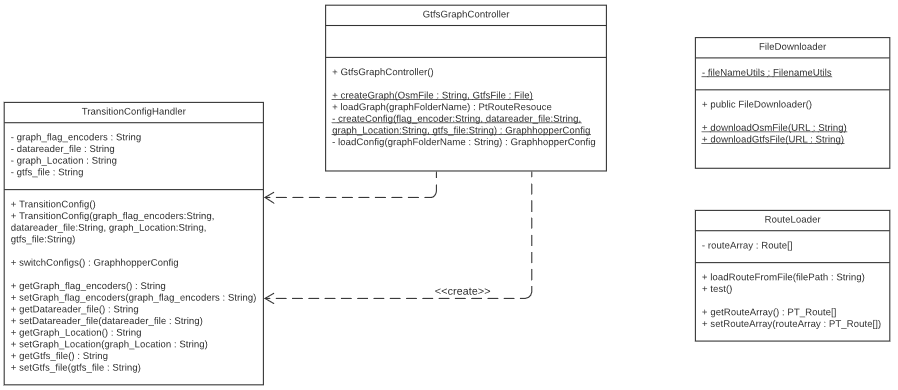 GtfsGraphController
+ GtfsGraphController()
+ createGraph(OsmFile : String, GtfsFile : File)
+ loadGraph(graphFolderName) : PtRouteResouce
- createConfig(flag_encoder:String, datareader_file:String,
graph_Location:String, gtfs_file:String) : GraphhopperConfig
- loadConfig(graphFolderName : String) : GraphhopperConfig
FileDownloader
- fileNameUtils : FilenameUtils
+ public FileDownloader()
+ downloadOsmFile(URL : String)
+ downloadGtfsFile(URL : String)
TransitionConfigHandler
- graph_flag_encoders : String
- datareader_file : String
- graph_Location : String
- gtfs_file : String
+ TransitionConfig()
+ TransitionConfig(graph_flag_encoders:String,
datareader_file:String, graph_Location:String,
gtfs_file:String)
+ switchConfigs() : GraphhopperConfig
+ getGraph_flag_encoders() : String
+ setGraph_flag_encoders(graph_flag_encoders : String)
+ getDatareader_file() : String
+ setDatareader_file(datareader_file : String)
+ getGraph_Location() : String
+ setGraph_Location(graph_Location : String)
+ getGtfs_file() : String
+ setGtfs_file(gtfs_file : String)
<<create>>
RouteLoader
- routeArray : Route[]
+ loadRouteFromFile(filePath : String)
+ test()
+ getRouteArray() : PT_Route[]
+ setRouteArray(routeArray : PT_Route[])